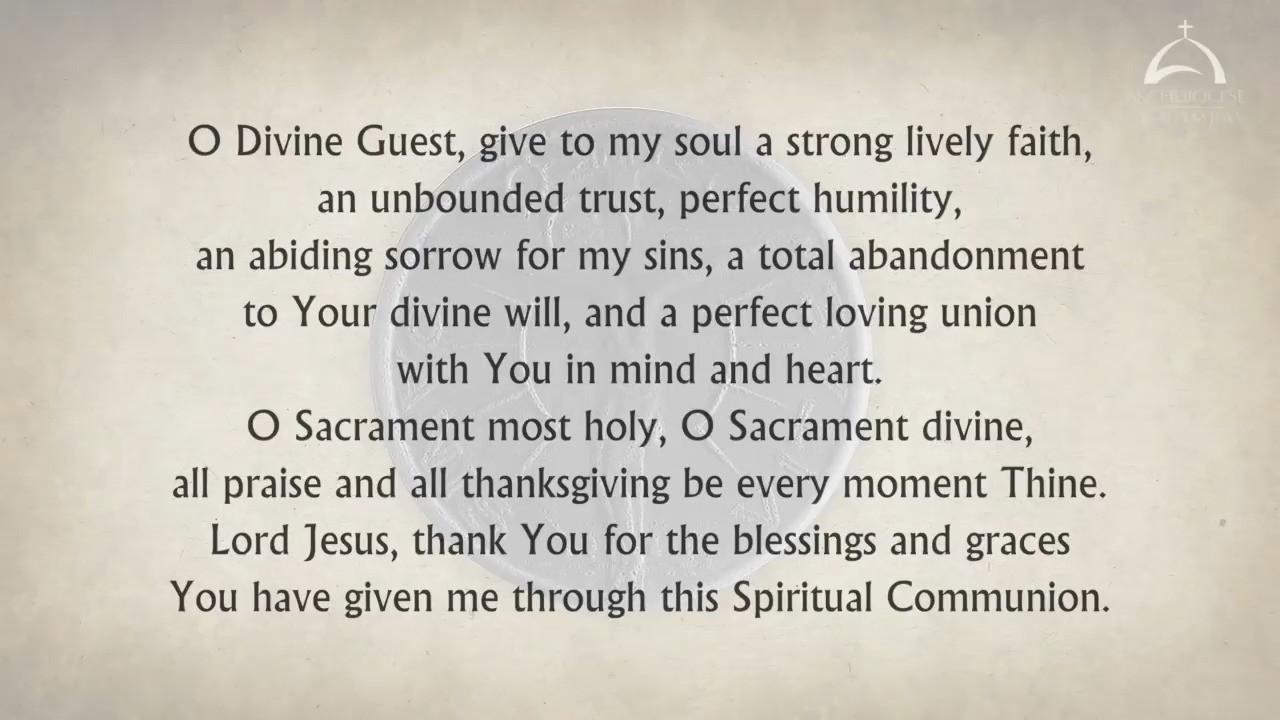 O Divine Guest, give to my soul a strong lively faith,
an unbounded trust, perfect humility,
an abiding sorrow for my sins, a total abandonment
to Your divine will, and a perfect loving union
with You in mind and heart.
O Sacrament most holy, O Sacrament divine,
all praise and all thanksgiving be every moment Thine.
Lord Jesus, thank You for the blessings and graces
You have given me through this Spiritual Communion.